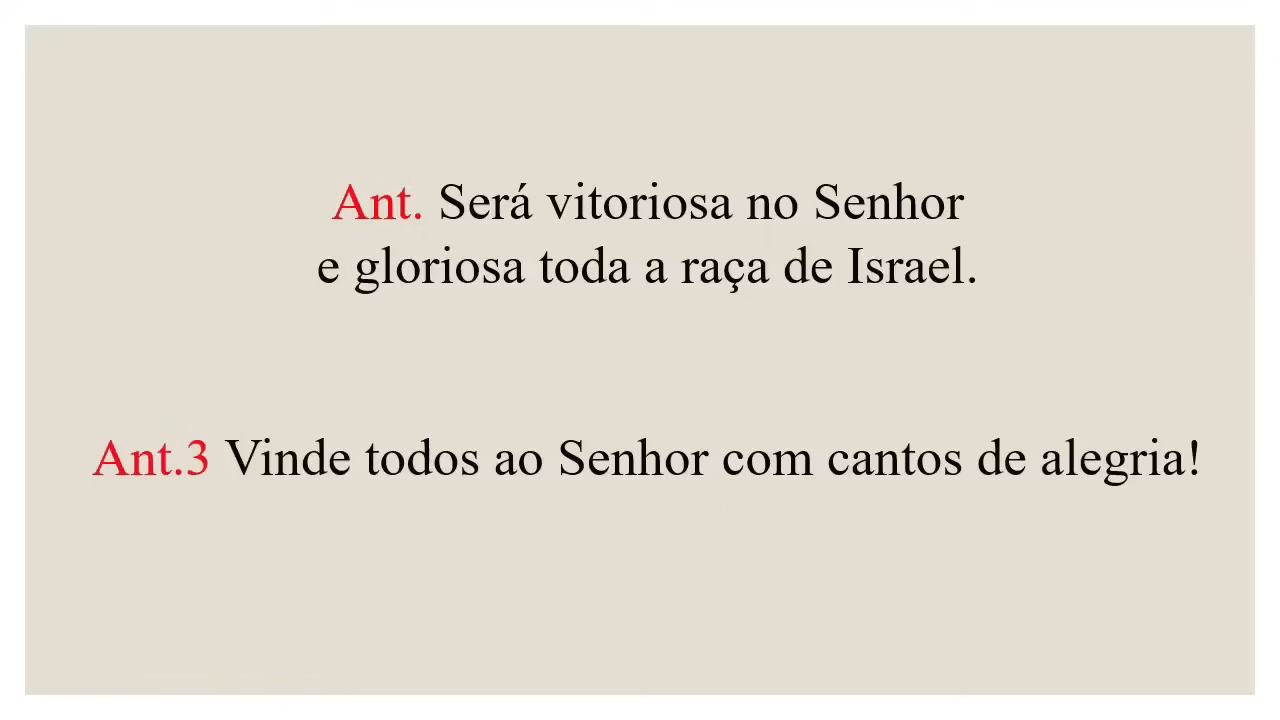 Ant. Será vitoriosa no Senhor
e gloriosa toda a raça de Israel.
Ant.3 Vinde todos ao Senhor com cantos de alegria!